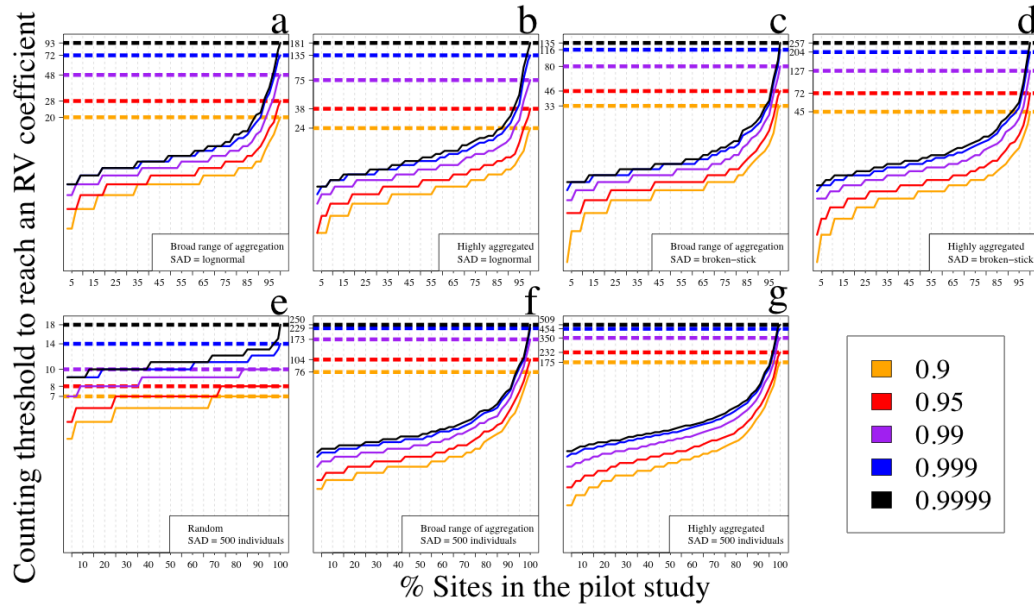 Counting threshold to reach an RV coefficient
a
93
72
48
28
20
Broad range of aggregation
SAD = lognormal
5 15 25 35 45 55 65 75 85 95
b
181
135
75
38
24
Highly aggregated
SAD = lognormal
5 15 25 35 45 55 65 75 85 95
c
135
116
80
46
33
Broad range of aggregation
SAD = broken−stick
5 15 25 35 45 55 65 75 85 95
d
257
204
127
72
45
Highly aggregated
SAD = broken−stick
5 15 25 35 45 55 65 75 85 95
e
18
14
10
8
7
Random
SAD = 500 individuals
10 20 30 40 50 60 70 80 90 100
f
250
229
173
104
76
Broad range of aggregation
SAD = 500 individuals
10 20 30 40 50 60 70 80 90 100
g
509
454
350
232
175
Highly aggregated
SAD = 500 individuals
10 20 30 40 50 60 70 80 90 100
0.9
0.95
0.99
0.999
0.9999
% Sites in the pilot study